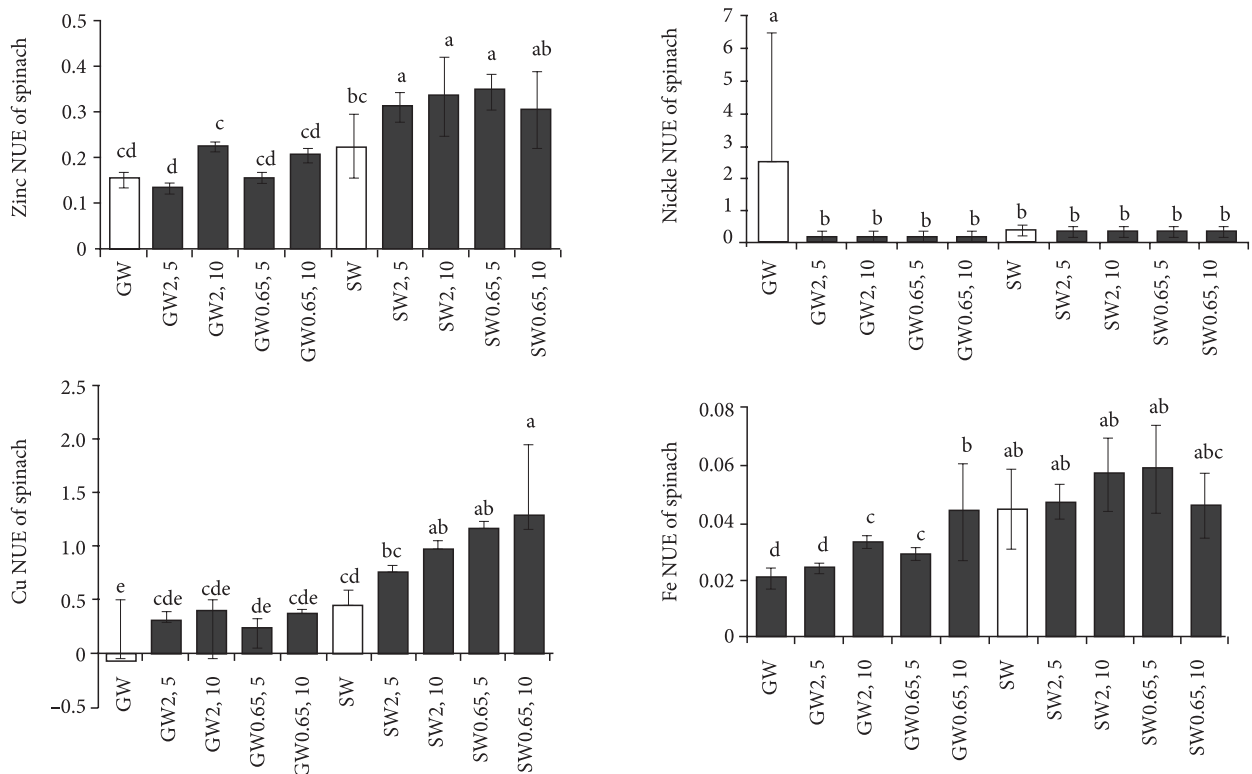 Zinc NUE of spinach
0.5
0.4
0.3
0.2
0.1
0
cd
d
c
cd
cd
bc
a
a
a
ab
GW
GW2, 5
GW2, 10
GW0.65, 5
GW0.65, 10
SW
SW2, 5
SW2, 10
SW0.65, 5
SW0.65, 10
Nickle NUE of spinach
7
6
5
4
3
2
1
0
a
b
b
b
b
b
b
b
b
b
GW
GW2, 5
GW2, 10
GW0.65, 5
GW0.65, 10
SW
SW2, 5
SW2, 10
SW0.65, 5
SW0.65, 10
Cu NUE of spinach
2.5
2.0
1.5
1.0
0.5
0
−0.5
e
cde
cde
de
cde
cd
bc
ab
ab
a
GW
GW2, 5
GW2, 10
GW0.65, 5
GW0.65, 10
SW
SW2, 5
SW2, 10
SW0.65, 5
SW0.65, 10
Fe NUE of spinach
0.08
0.06
0.04
0.02
0
d
d
c
c
b
ab
ab
ab
ab
abc
GW
GW2, 5
GW2, 10
GW0.65, 5
GW0.65, 10
SW
SW2, 5
SW2, 10
SW0.65, 5
SW0.65, 10